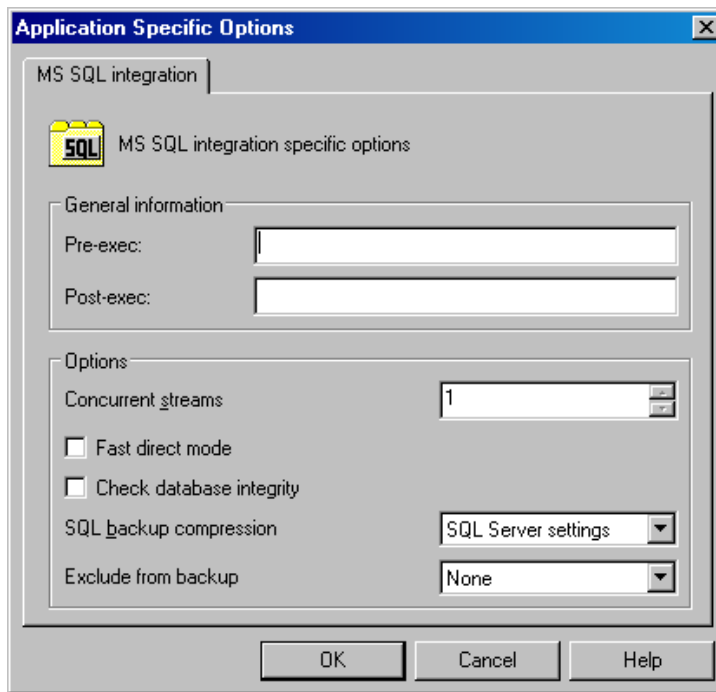 Application Specific Options
MS SQL integration
SQL MS SQL integration specific options
General information
Pre-exec:
Post-exec:
Options
Concurrent streams 1
Fast direct mode
Check database integrity
SQL backup compression SQL Server settings
Exclude from backup None
OK Cancel Help